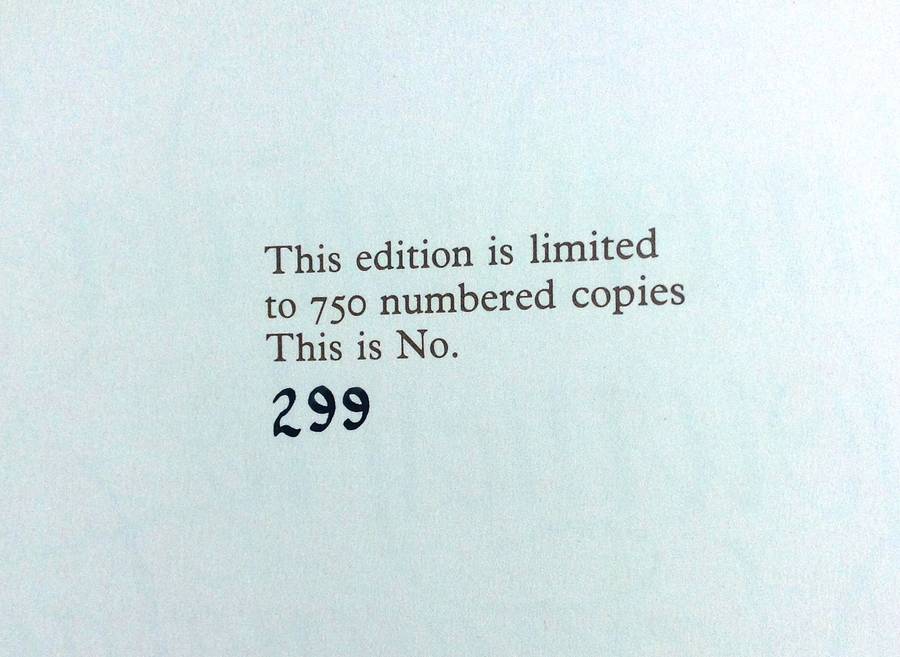 This edition is limited
to 750 numbered copies
This is No.
299